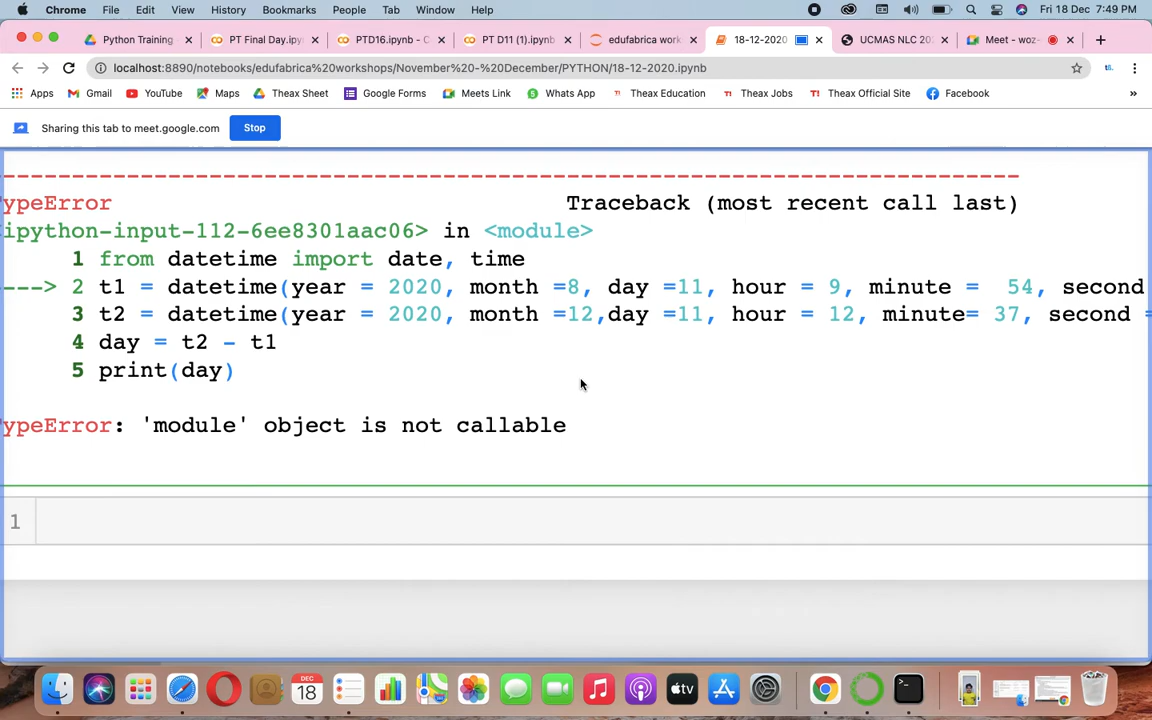 Chrome File Edit View History Bookmarks People Tab Window Help Fri 18 Dec 7:49 PM
Python Training PT Final Day.ipy PTD16.ipynb - C PT D11 (1).ipynb edufabrica work 18-12-2020 UCMAS NLC 20 Meet - woz-
localhost:8890/notebooks/edufabrica%20workshops/November%20-%20December/PYTHON/18-12-2020.ipynb
Apps Gmail YouTube Maps Theax Sheet Google Forms Meets Link Whats App Theax Education Theax Jobs Theax Official Site Facebook »
Sharing this tab to meet.google.com Stop
---------------------------------------------------------------------------
ypeError Traceback (most recent call last)
ipython-input-112-6ee8301aac06> in <module>
1 from datetime import date, time
---> 2 t1 = datetime(year = 2020, month =8, day =11, hour = 9, minute = 54, second
3 t2 = datetime(year = 2020, month =12,day =11, hour = 12, minute= 37, second =
4 day = t2 - t1
5 print(day)
ypeError: 'module' object is not callable
1
DEC
18